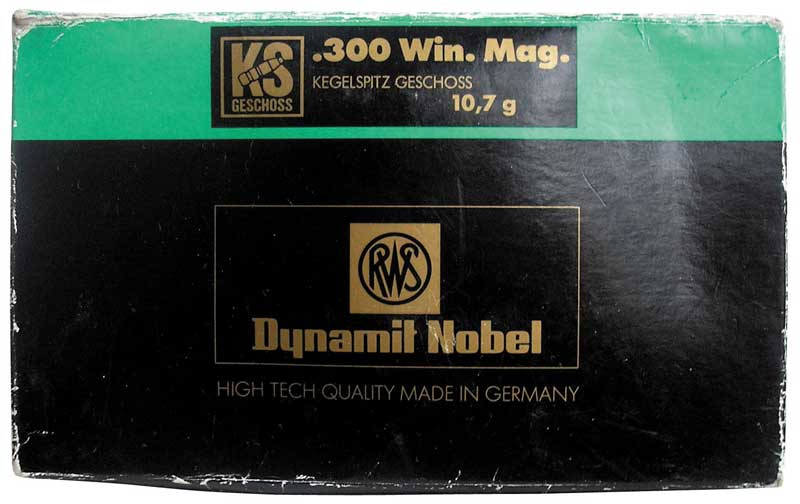 KS
GESCHOSS
.300 Win. Mag.
KEGELSPITZ GESCHOSS
10,7 g
RWS
Dynamit Nobel
HIGH TECH QUALITY MADE IN GERMANY